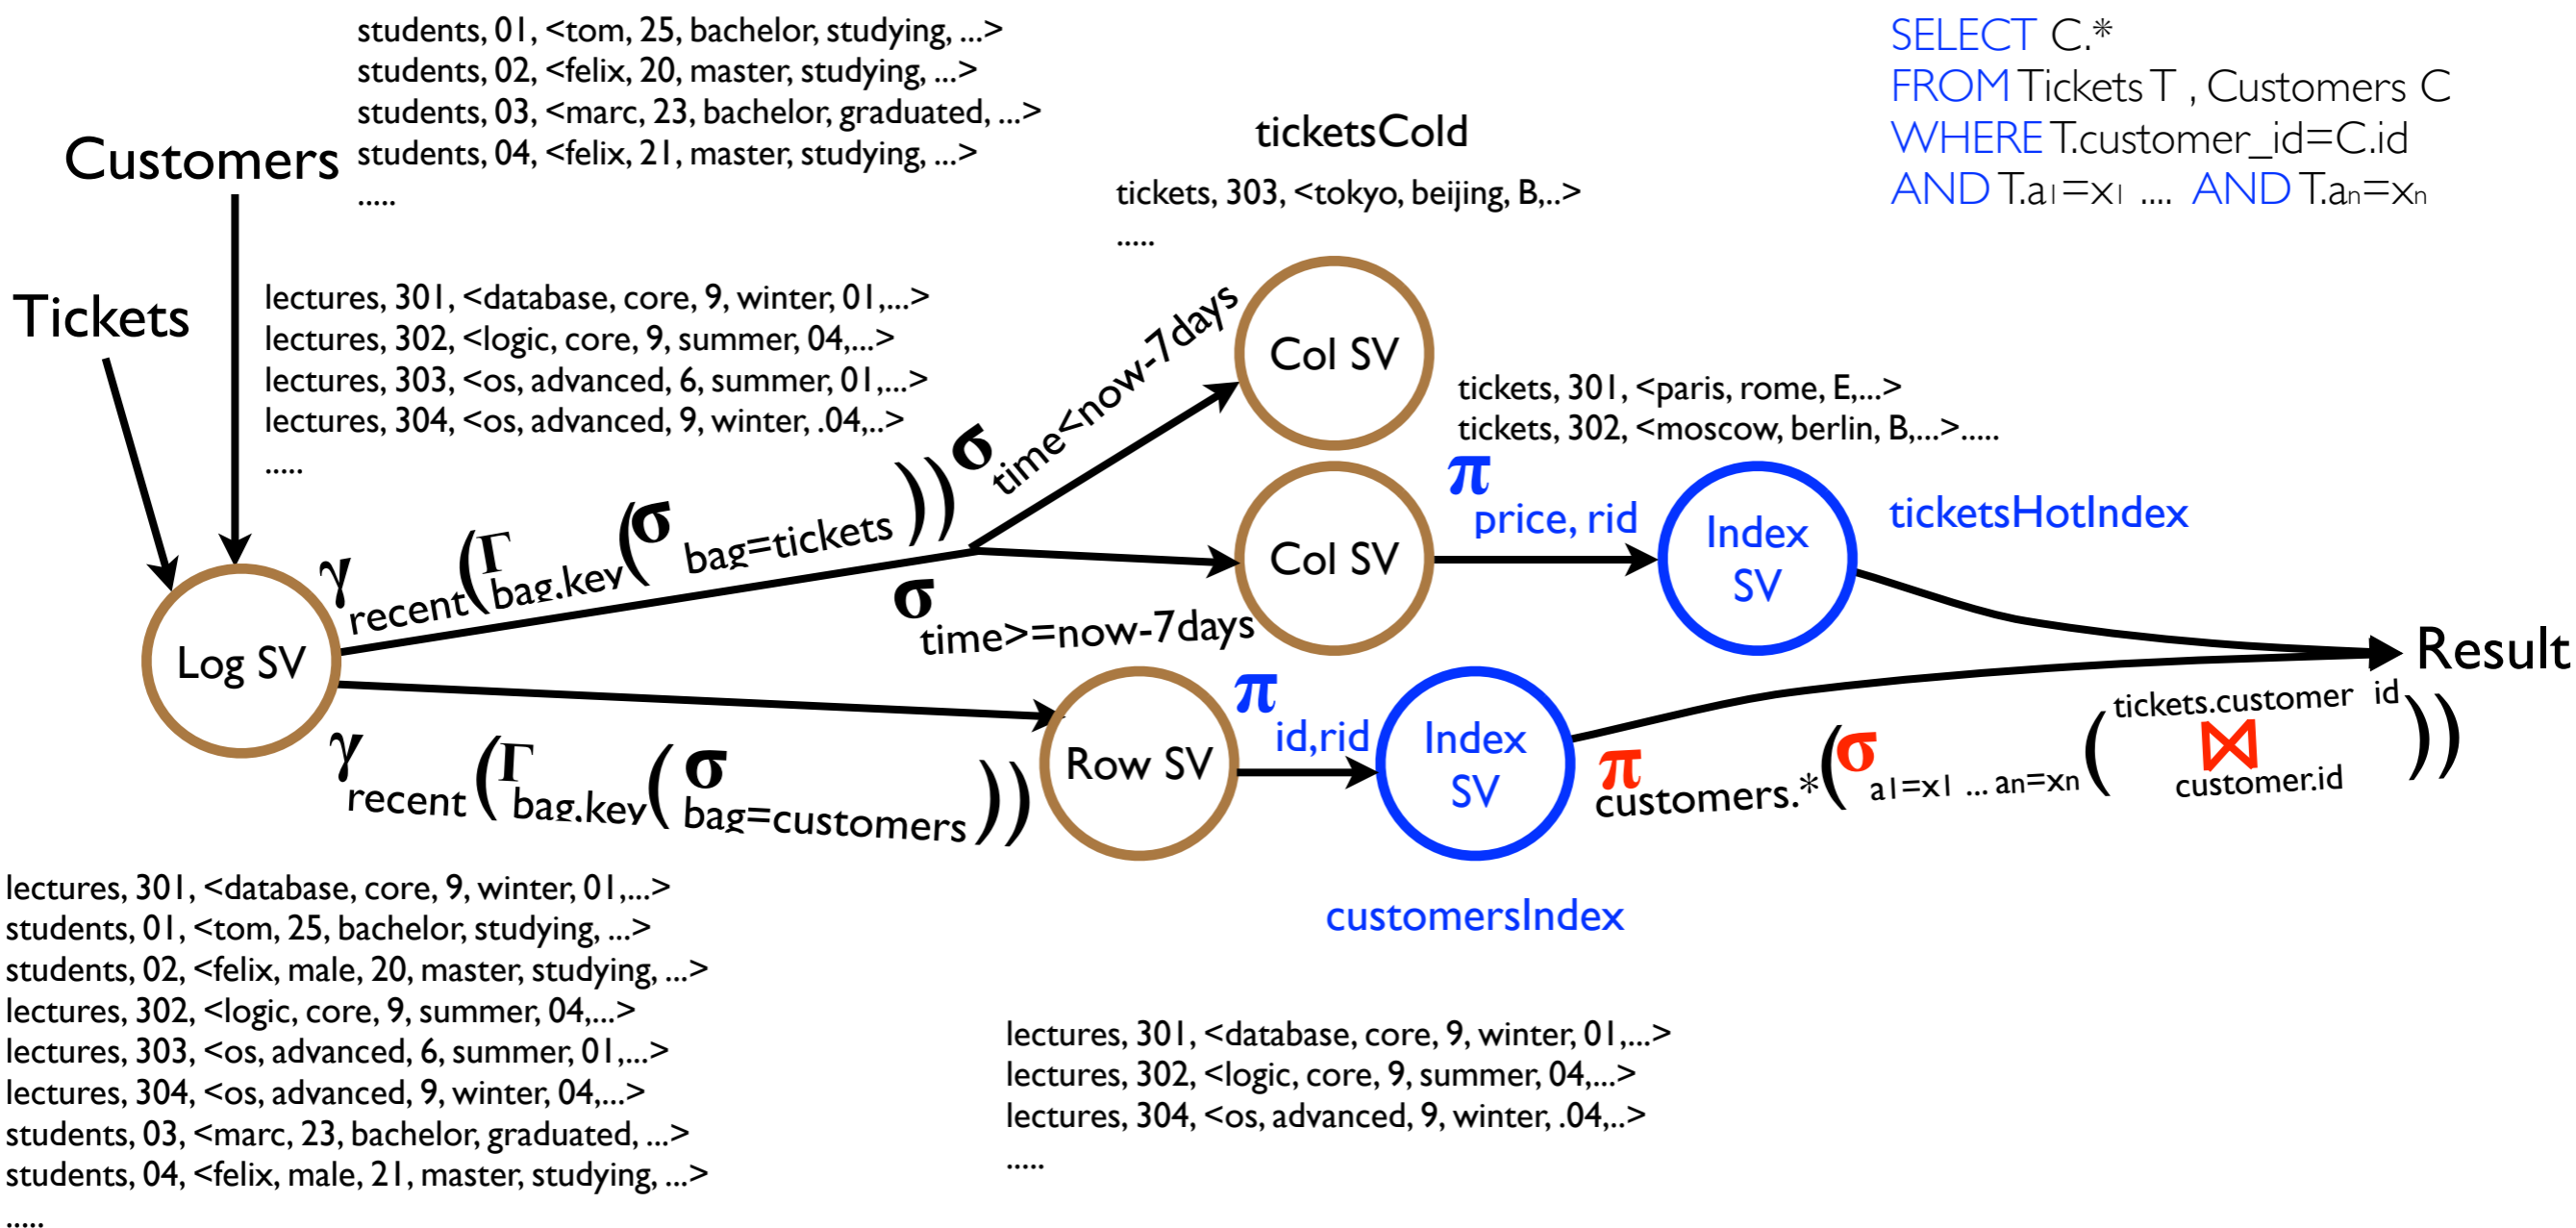 students, 01, <tom, 25, bachelor, studying, ...>
students, 02, <felix, 20, master, studying, ...>
students, 03, <marc, 23, bachelor, graduated, ...>
students, 04, <felix, 21, master, studying, ...>
.....
Customers
SELECT C.*
FROM Tickets T , Customers C
WHERE T.customer_id=C.id
AND T.a1=x1 .... AND T.an=xn
ticketsCold
tickets, 303, <tokyo, beijing, B,..>
.....
Tickets
lectures, 301, <database, core, 9, winter, 01,...>
lectures, 302, <logic, core, 9, summer, 04,...>
lectures, 303, <os, advanced, 6, summer, 01,...>
lectures, 304, <os, advanced, 9, winter, .04,..>
.....
σ time<now-7days
Col SV
tickets, 301, <paris, rome, E,...>
tickets, 302, <moscow, berlin, B,...>.....
γ recent(Γ bag.key(σ bag=tickets))
σ time>=now-7days
Col SV
π price, rid
Index
SV
ticketsHotIndex
Log SV
Result
γ recent(Γ bag.key(σ bag=customers))
Row SV
π id,rid
Index
SV
customersIndex
π customers.*(σ a1=x1 ... an=xn(tickets.customer id ⋈ customer.id))
lectures, 301, <database, core, 9, winter, 01,...>
students, 01, <tom, 25, bachelor, studying, ...>
students, 02, <felix, male, 20, master, studying, ...>
lectures, 302, <logic, core, 9, summer, 04,...>
lectures, 303, <os, advanced, 6, summer, 01,...>
lectures, 304, <os, advanced, 9, winter, 04,...>
students, 03, <marc, 23, bachelor, graduated, ...>
students, 04, <felix, male, 21, master, studying, ...>
.....
lectures, 301, <database, core, 9, winter, 01,...>
lectures, 302, <logic, core, 9, summer, 04,...>
lectures, 304, <os, advanced, 9, winter, .04,..>
.....